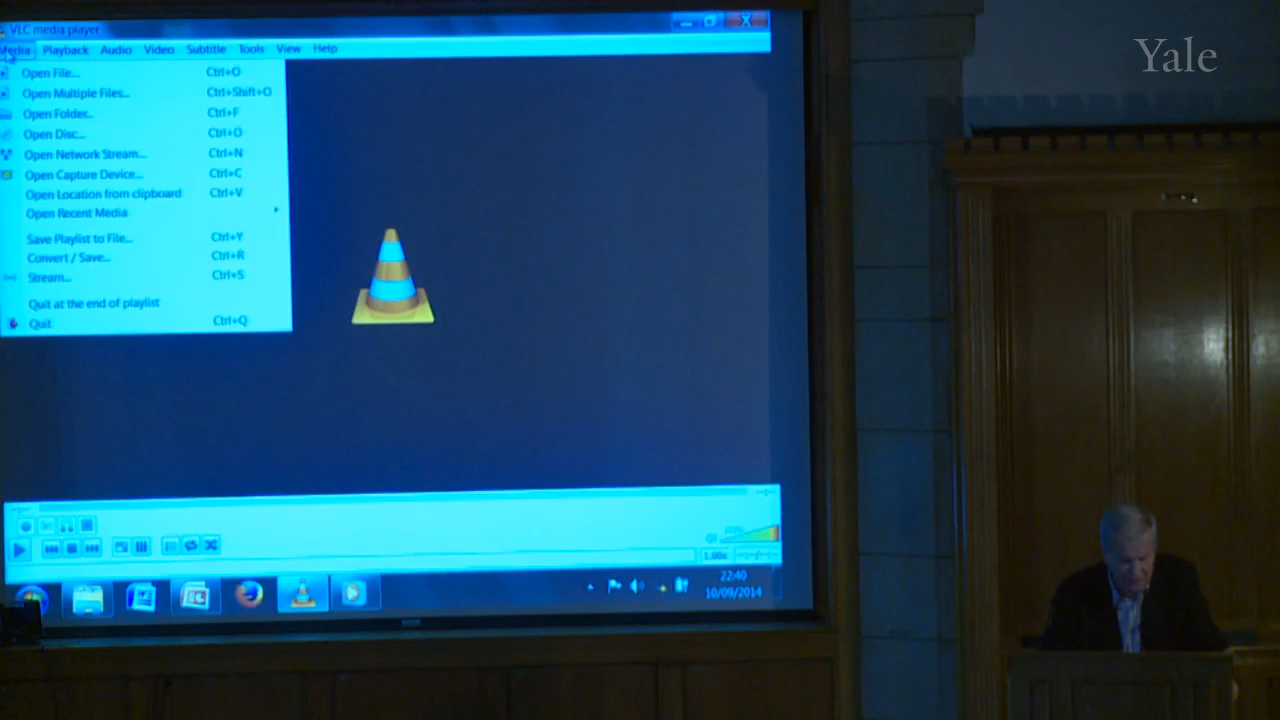 VLC media player
Media Playback Audio Video Subtitle Tools View Help
Yale
Open File... Ctrl+O
Open Multiple Files... Ctrl+Shift+O
Open Folder... Ctrl+F
Open Disc... Ctrl+D
Open Network Stream... Ctrl+N
Open Capture Device... Ctrl+C
Open Location from clipboard Ctrl+V
Open Recent Media
Save Playlist to File... Ctrl+Y
Convert / Save... Ctrl+R
Stream... Ctrl+S
Quit at the end of playlist
Quit Ctrl+Q
1.00x
22:40
10/09/2014